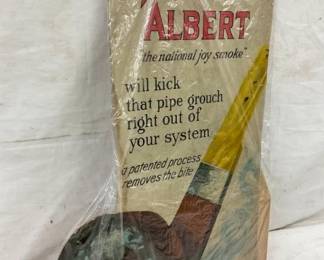 ALBERT
"the national joy smoke"
will kick
that pipe grouch
right out of
your system
a patented process
removes the bite